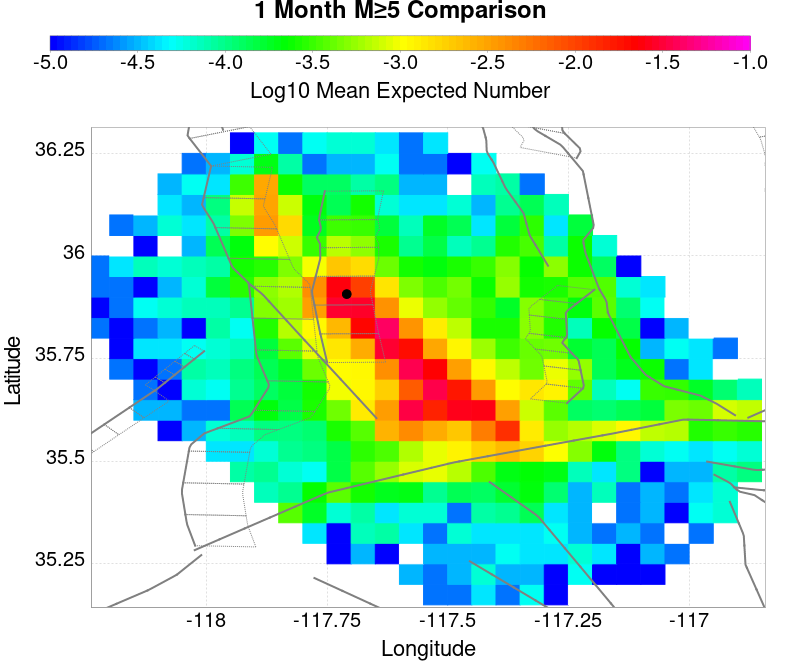 1 Month M≥5 Comparison
-5.0 -4.5 -4.0 -3.5 -3.0 -2.5 -2.0 -1.5 -1.0
Log10 Mean Expected Number
36.25
36
35.75
35.5
35.25
Latitude
-118 -117.75 -117.5 -117.25 -117
Longitude